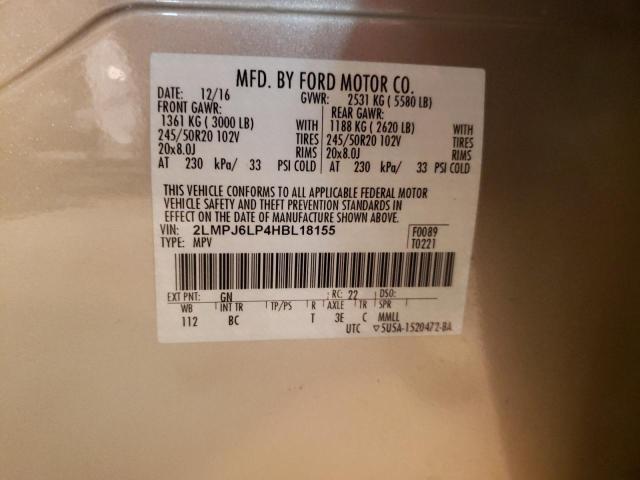 MFD. BY FORD MOTOR CO.
DATE: 12/16 GVWR: 2531 KG ( 5580 LB)
FRONT GAWR: REAR GAWR:
1361 KG ( 3000 LB) WITH 1188 KG ( 2620 LB) WITH
245/50R20 102V TIRES 245/50R20 102V TIRES
20x8.0J RIMS 20x8.0J RIMS
AT 230 kPa/ 33 PSI COLD AT 230 kPa/ 33 PSI COLD
THIS VEHICLE CONFORMS TO ALL APPLICABLE FEDERAL MOTOR
VEHICLE SAFETY AND THEFT PREVENTION STANDARDS IN
EFFECT ON THE DATE OF MANUFACTURE SHOWN ABOVE.
VIN: 2LMPJ6LP4HBL18155 F0089
TYPE: MPV T0221
EXT PNT: GN RC: 22 DSO:
WB INT TR TP/PS R AXLE TR SPR
112 BC T 3E C MMLL
UTC ▽5U5A-1520472-BA